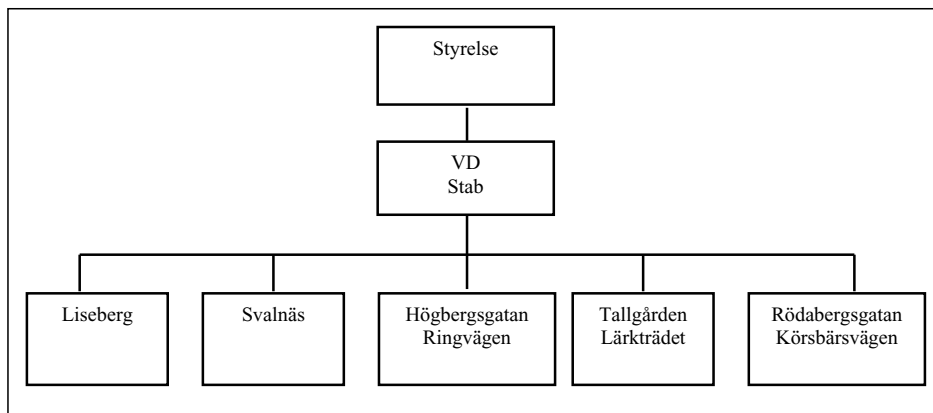 Styrelse
VD
Stab
Liseberg
Svalnäs
Högbergsgatan
Ringvägen
Tallgården
Lärkträdet
Rödabergsgatan
Körsbärsvägen